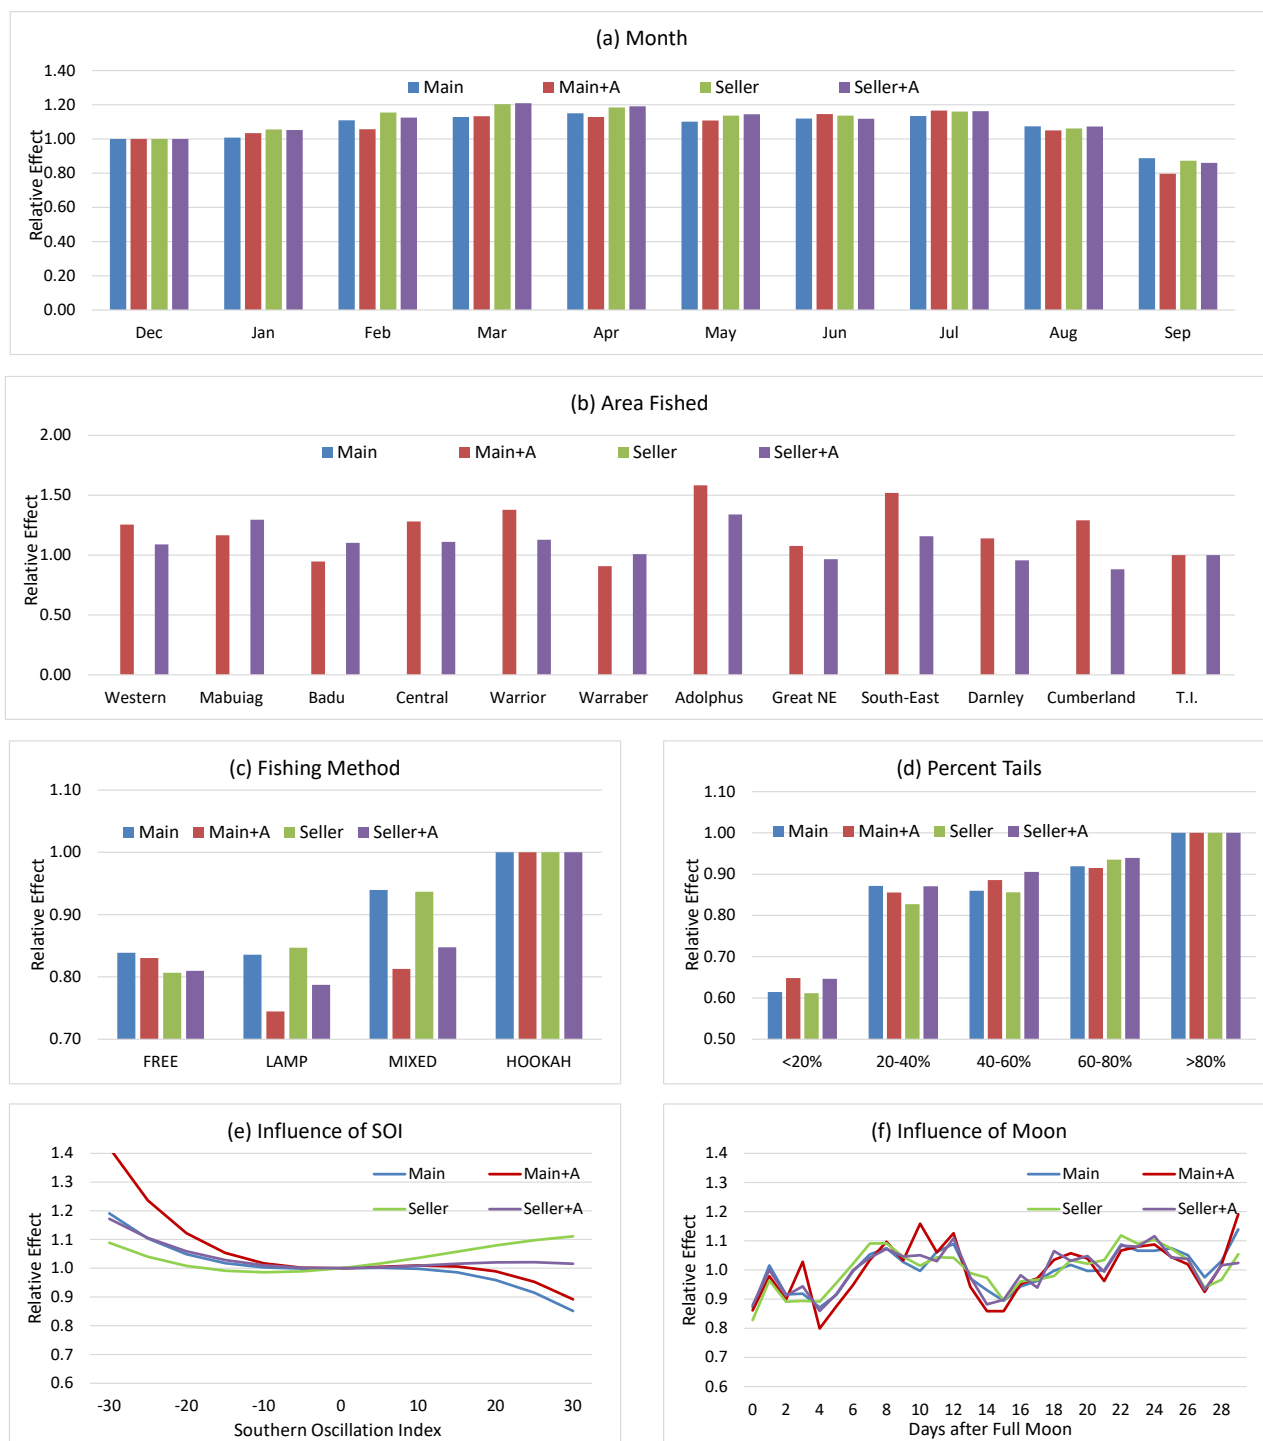 (a) Month
1.40
1.20
1.00
0.80
0.60
0.40
0.20
0.00
Relative Effect
Main Main+A Seller Seller+A
Dec Jan Feb Mar Apr May Jun Jul Aug Sep
(b) Area Fished
2.00
1.50
1.00
0.50
0.00
Relative Effect
Main Main+A Seller Seller+A
Western Mabuiag Badu Central Warrior Warraber Adolphus Great NE South-East Darnley Cumberland T.I.
(c) Fishing Method
1.10
1.00
0.90
0.80
0.70
Relative Effect
Main Main+A Seller Seller+A
FREE LAMP MIXED HOOKAH
(d) Percent Tails
1.10
1.00
0.90
0.80
0.70
0.60
0.50
Relative Effect
Main Main+A Seller Seller+A
<20% 20-40% 40-60% 60-80% >80%
(e) Influence of SOI
1.4
1.3
1.2
1.1
1.0
0.9
0.8
0.7
0.6
Relative Effect
Main Main+A
Seller Seller+A
-30 -20 -10 0 10 20 30
Southern Oscillation Index
(f) Influence of Moon
1.4
1.3
1.2
1.1
1.0
0.9
0.8
0.7
0.6
Relative Effect
Main Main+A
Seller Seller+A
0 2 4 6 8 10 12 14 16 18 20 22 24 26 28
Days after Full Moon